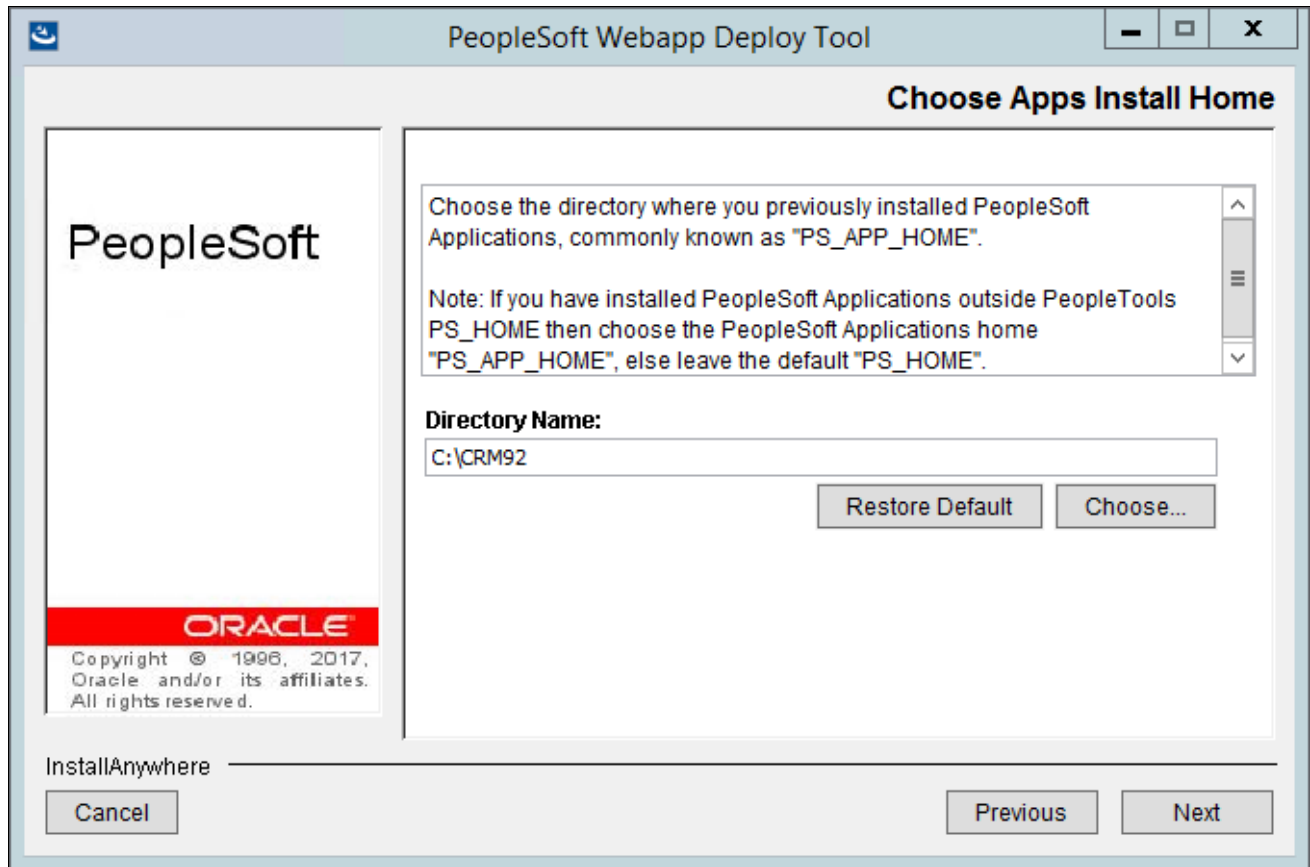 PeopleSoft Webapp Deploy Tool
Choose Apps Install Home
PeopleSoft
Choose the directory where you previously installed PeopleSoft
Applications, commonly known as "PS_APP_HOME".
Note: If you have installed PeopleSoft Applications outside PeopleTools
PS_HOME then choose the PeopleSoft Applications home
"PS_APP_HOME", else leave the default "PS_HOME".
Directory Name:
C:\CRM92
Restore Default
Choose...
ORACLE
Copyright © 1996, 2017,
Oracle and/or its affiliates.
All rights reserved.
InstallAnywhere
Cancel
Previous
Next